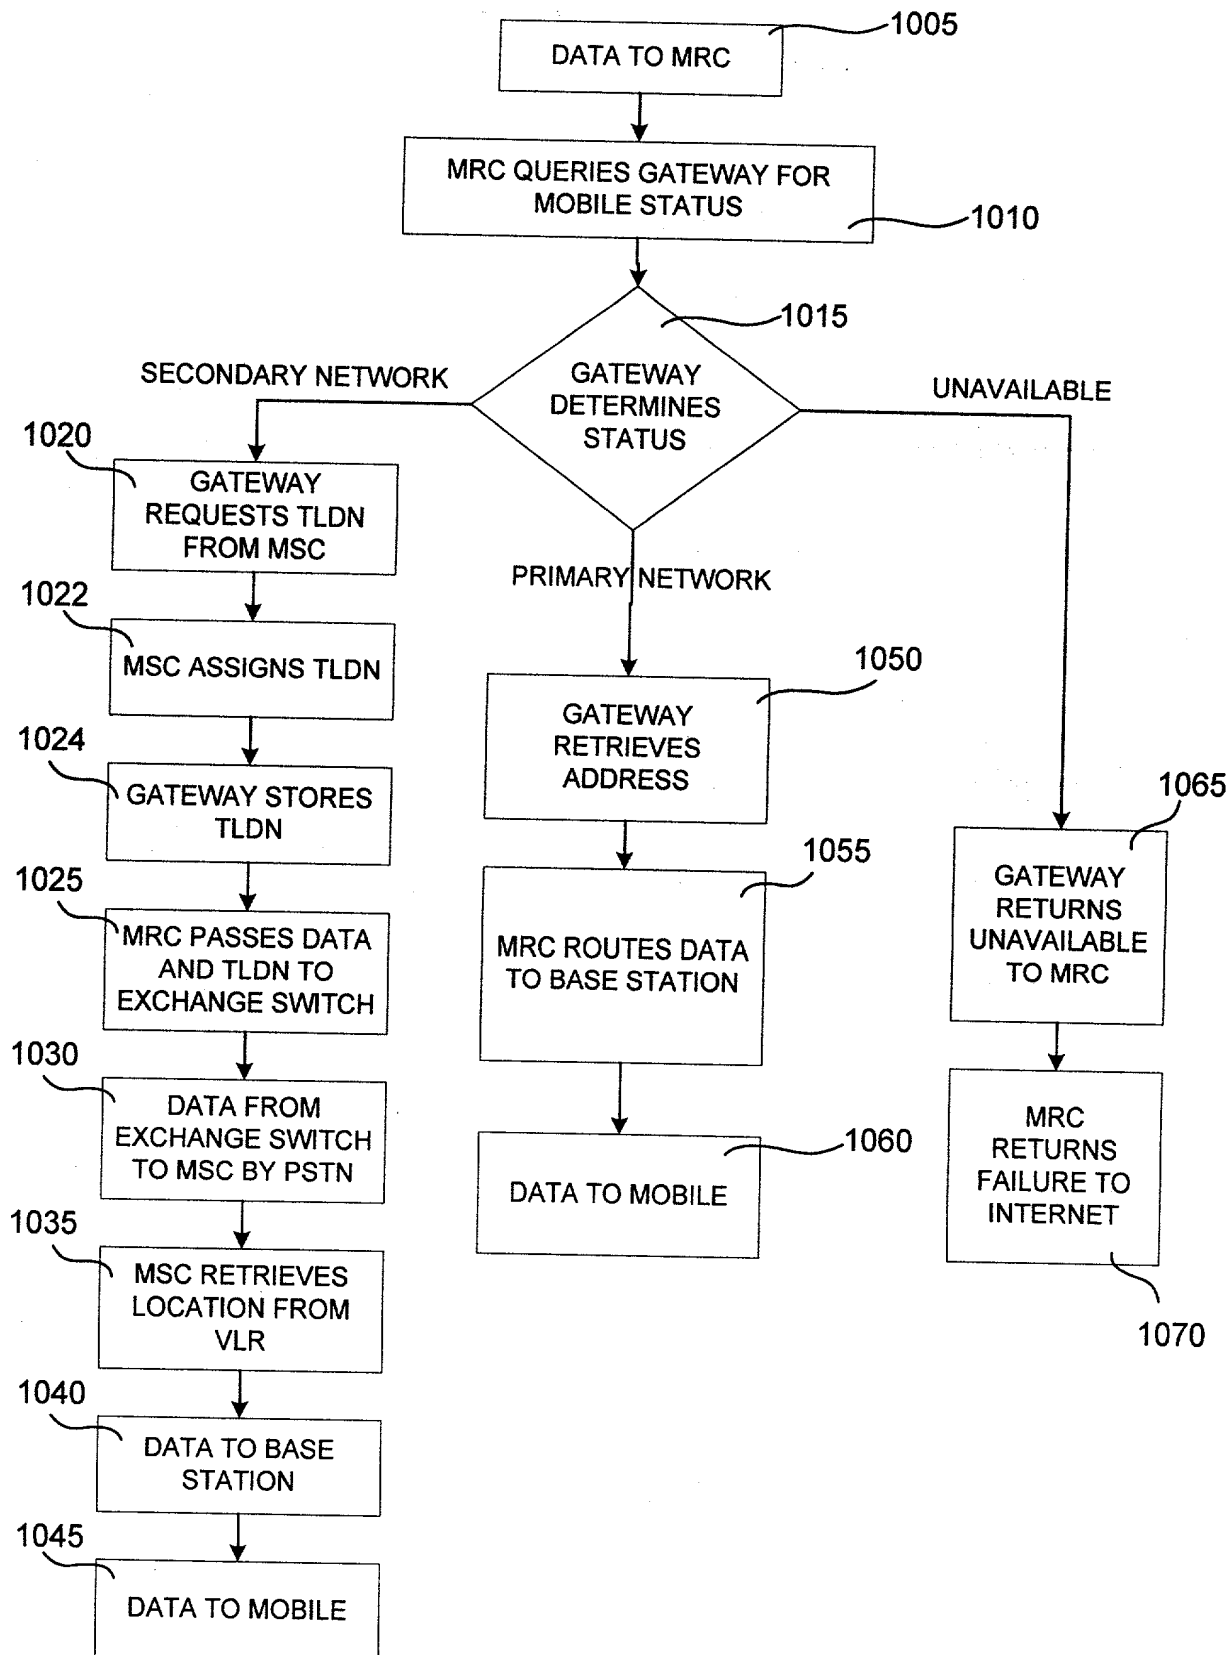 1005
DATA TO MRC
MRC QUERIES GATEWAY FOR
MOBILE STATUS
1010
1015
GATEWAY
DETERMINES
STATUS
SECONDARY NETWORK
UNAVAILABLE
PRIMARY NETWORK
1020
GATEWAY
REQUESTS TLDN
FROM MSC
1022
MSC ASSIGNS TLDN
1024
GATEWAY STORES
TLDN
1025
MRC PASSES DATA
AND TLDN TO
EXCHANGE SWITCH
1030
DATA FROM
EXCHANGE SWITCH
TO MSC BY PSTN
1035
MSC RETRIEVES
LOCATION FROM
VLR
1040
DATA TO BASE
STATION
1045
DATA TO MOBILE
1050
GATEWAY
RETRIEVES
ADDRESS
1055
MRC ROUTES DATA
TO BASE STATION
1060
DATA TO MOBILE
1065
GATEWAY
RETURNS
UNAVAILABLE
TO MRC
MRC
RETURNS
FAILURE TO
INTERNET
1070